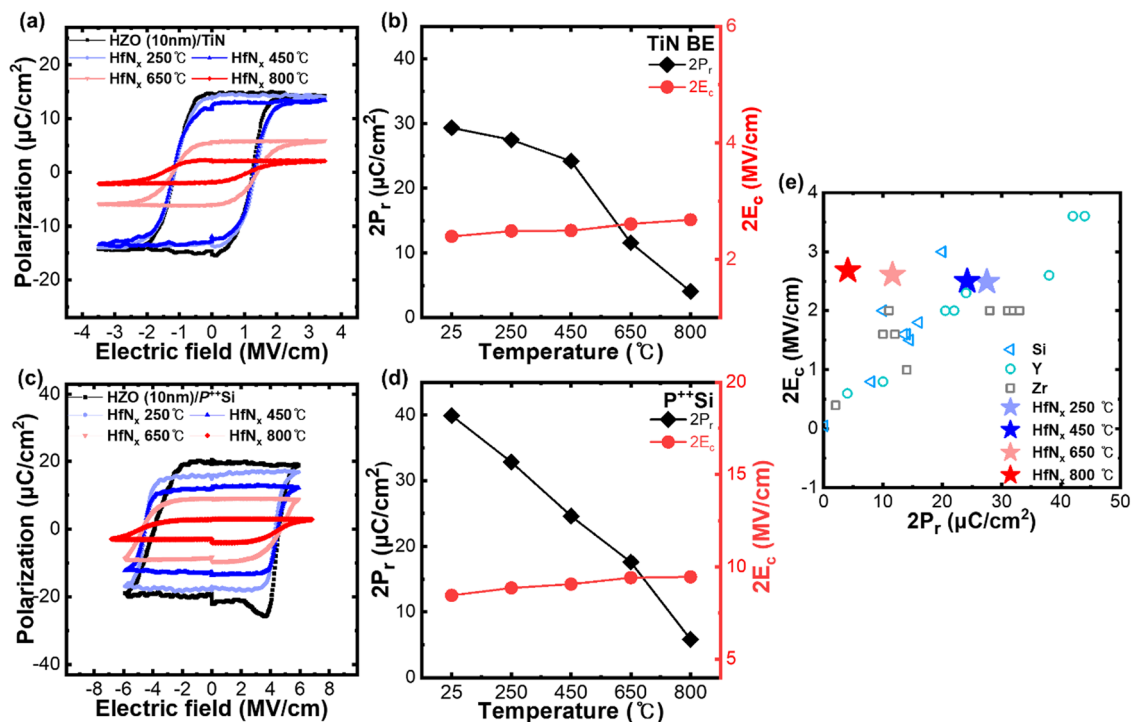 (a)
HZO (10nm)/TiN
HfNₓ 250℃ HfNₓ 450℃
HfNₓ 650℃ HfNₓ 800℃
Polarization (μC/cm²)
20
10
0
-10
-20
-4 -3 -2 -1 0 1 2 3 4
Electric field (MV/cm)
(b)
TiN BE
2Pᵣ
2E꜀
2Pᵣ (μC/cm²)
40
30
20
10
0
25 250 450 650 800
Temperature (℃)
6
4
2
2E꜀ (MV/cm)
(c)
HZO (10nm)/P⁺⁺Si
HfNₓ 250℃ HfNₓ 450℃
HfNₓ 650℃ HfNₓ 800℃
Polarization (μC/cm²)
40
20
0
-20
-40
-8 -6 -4 -2 0 2 4 6 8
Electric field (MV/cm)
(d)
P⁺⁺Si
2Pᵣ
2E꜀
2Pᵣ (μC/cm²)
40
30
20
10
0
25 250 450 650 800
Temperature (℃)
20
15
10
5
2E꜀ (MV/cm)
(e)
2E꜀ (MV/cm)
4
3
2
1
0
-1
Si
Y
Zr
HfNₓ 250 ℃
HfNₓ 450 ℃
HfNₓ 650 ℃
HfNₓ 800 ℃
0 10 20 30 40 50
2Pᵣ (μC/cm²)